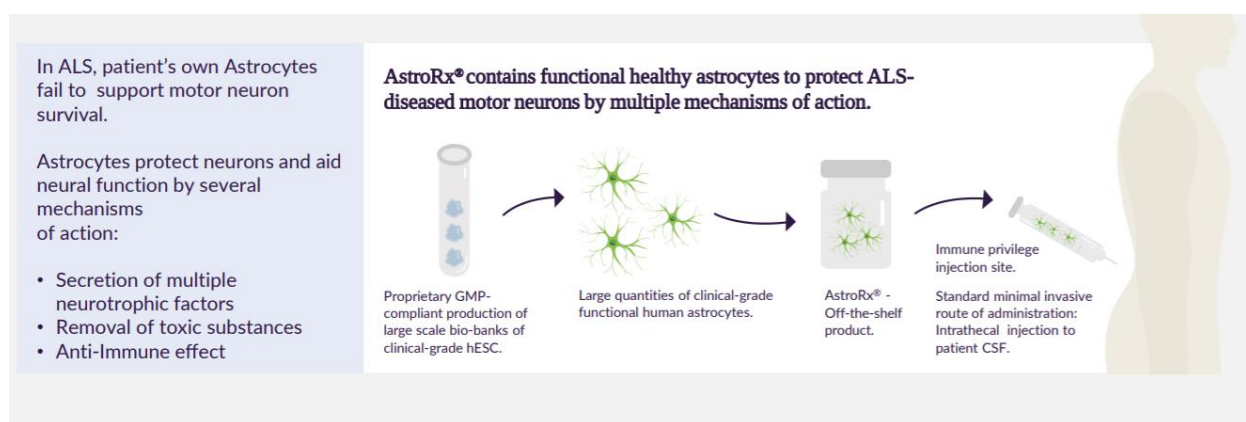 In ALS, patient's own Astrocytes
fail to support motor neuron
survival.
Astrocytes protect neurons and aid
neural function by several
mechanisms
of action:
• Secretion of multiple
neurotrophic factors
• Removal of toxic substances
• Anti-Immune effect
AstroRx® contains functional healthy astrocytes to protect ALS-
diseased motor neurons by multiple mechanisms of action.
Proprietary GMP-
compliant production of
large scale bio-banks of
clinical-grade hESC.
Large quantities of clinical-grade
functional human astrocytes.
AstroRx® -
Off-the-shelf
product.
Immune privilege
injection site.
Standard minimal invasive
route of administration:
Intrathecal injection to
patient CSF.